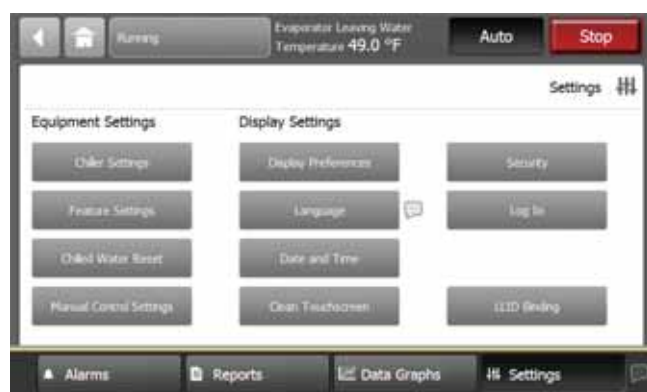 Running
Evaporator Leaving Water
Temperature 49.0 °F
Auto
Stop
Settings
Equipment Settings
Display Settings
Chiller Settings
Display Preferences
Security
Feature Settings
Language
Log In
Chilled Water Reset
Date and Time
Manual Control Settings
Clean Touchscreen
LLID Binding
Alarms
Reports
Data Graphs
Settings